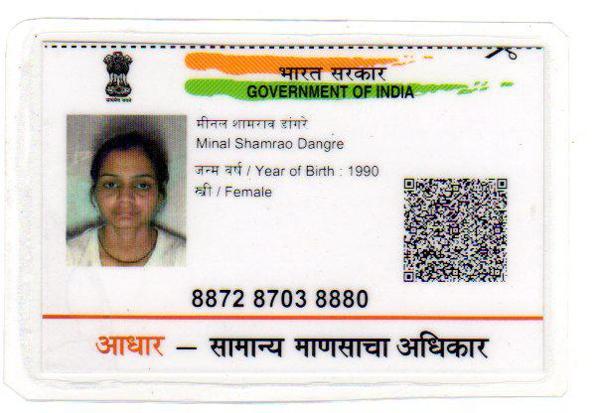 भारत सरकार
GOVERNMENT OF INDIA
मीनल शामराव डांगरे
Minal Shamrao Dangre
जन्म वर्ष / Year of Birth : 1990
स्त्री / Female
8872 8703 8880
आधार — सामान्य माणसाचा अधिकार